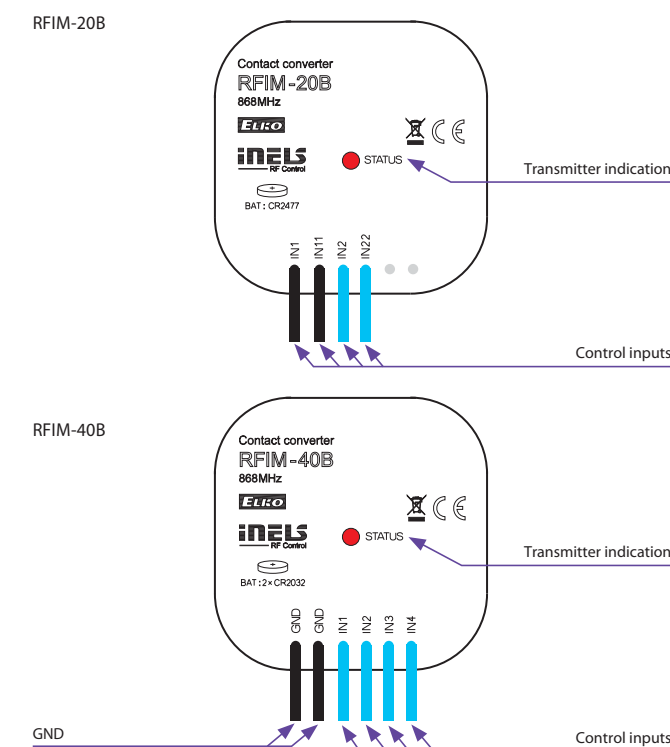 RFIM-20B
Contact converter
RFIM-20B
868MHz
ELKO
iNELS
RF Control
BAT : CR2477
CE
STATUS
Transmitter indication
IN1
IN11
IN2
IN22
Control inputs
RFIM-40B
Contact converter
RFIM-40B
868MHz
ELKO
iNELS
RF Control
BAT : 2×CR2032
CE
STATUS
Transmitter indication
GND
GND
IN1
IN2
IN3
IN4
GND
Control inputs